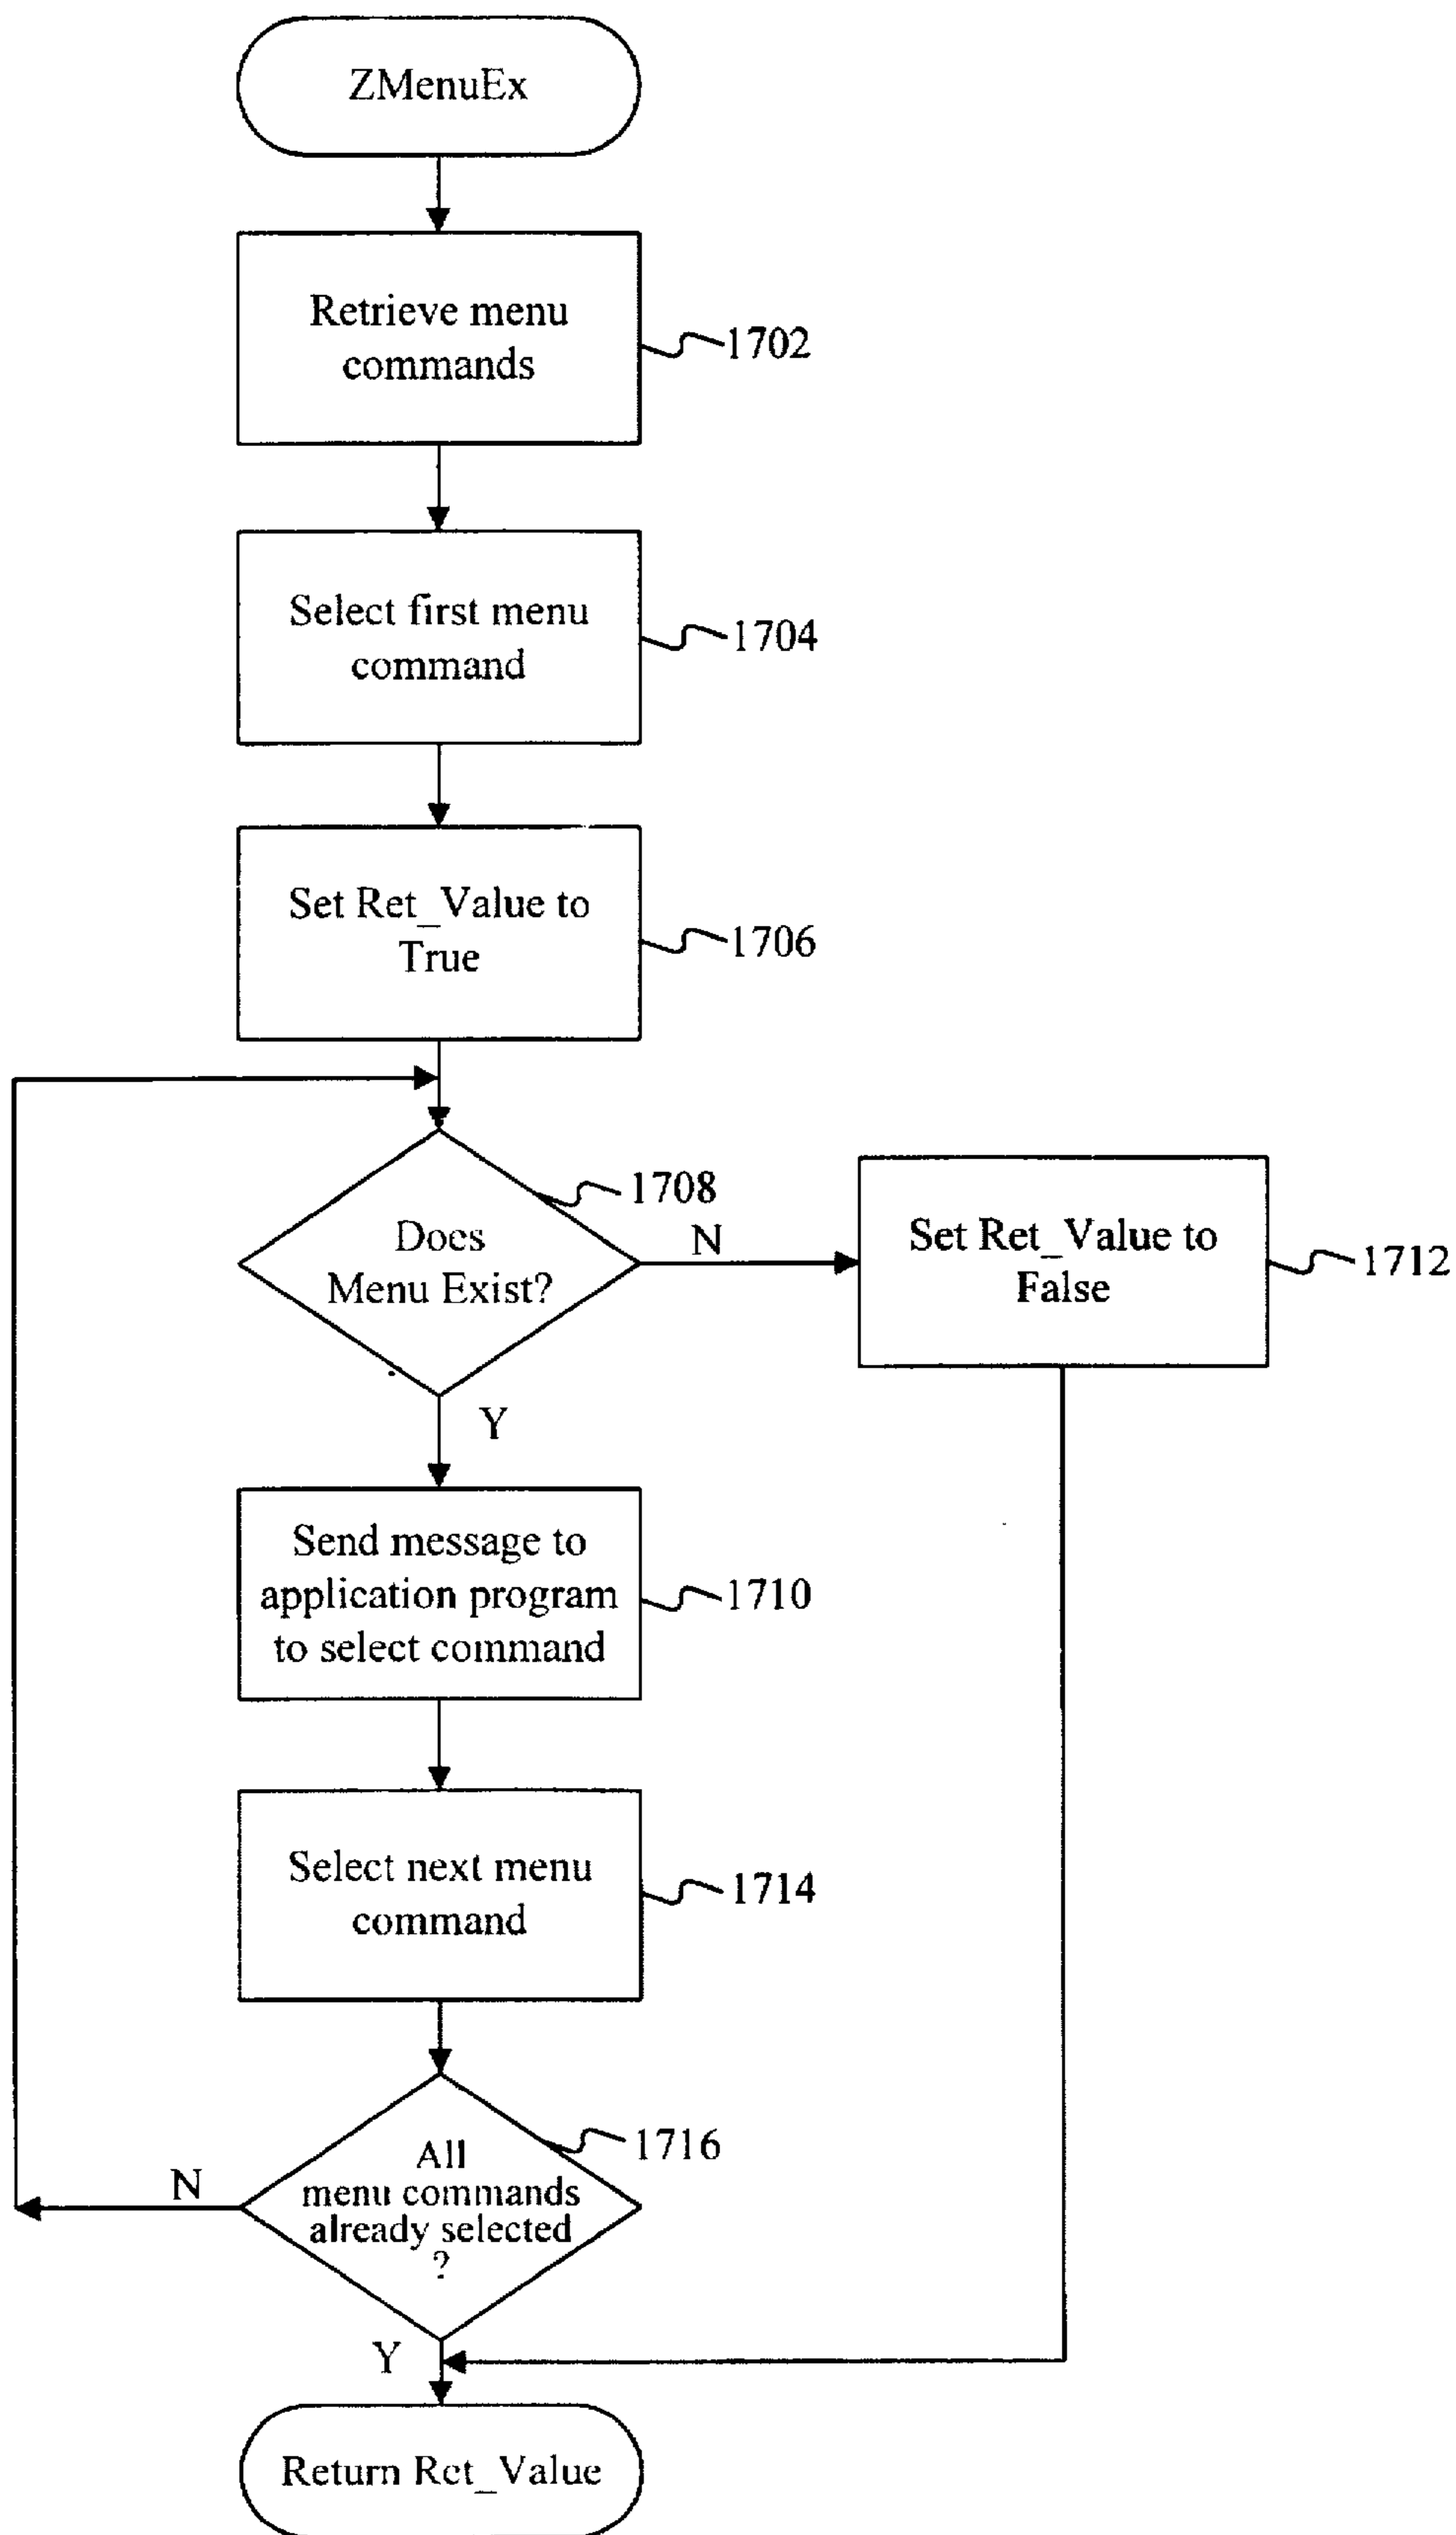 ZMenuEx
Retrieve menu
commands
1702
Select first menu
command
1704
Set Ret_Value to
True
1706
1708
Does
Menu Exist?
N
Set Ret_Value to
False
1712
Y
Send message to
application program
to select command
1710
Select next menu
command
1714
1716
All
menu commands
already selected
?
N
Y
Return Ret_Value